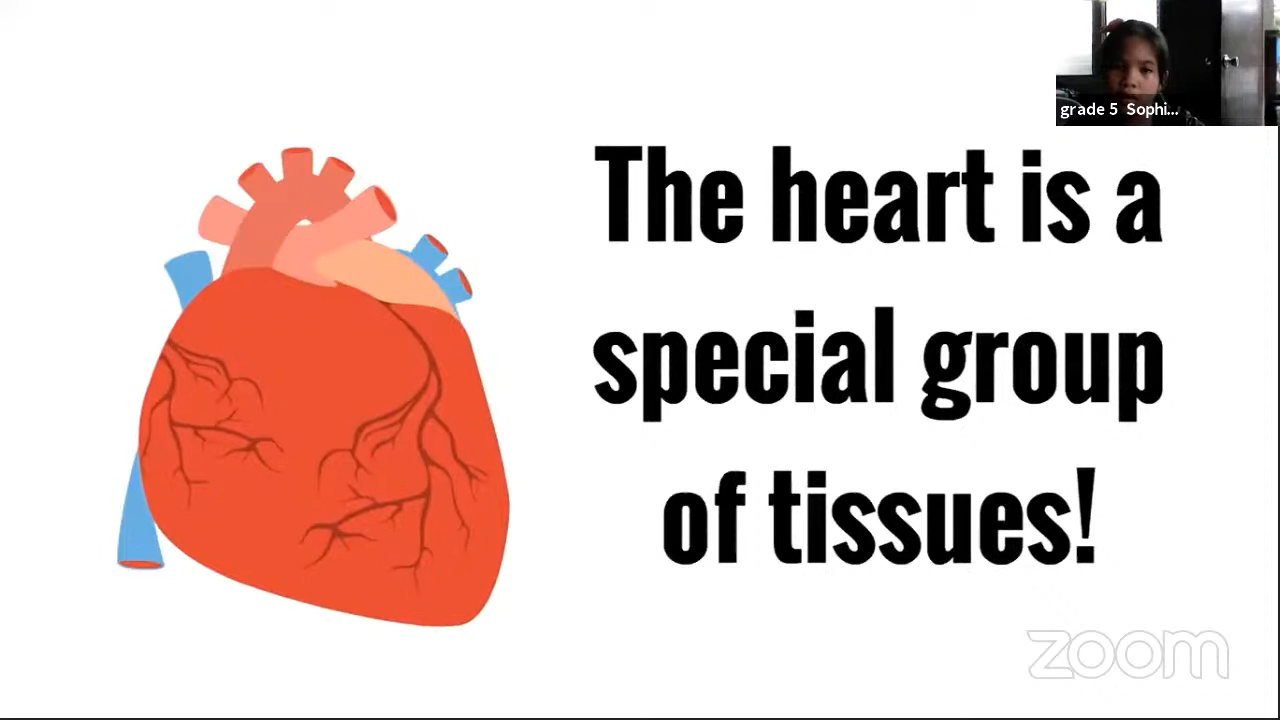 grade 5 Sophi...
The heart is a
special group
of tissues!
zoom